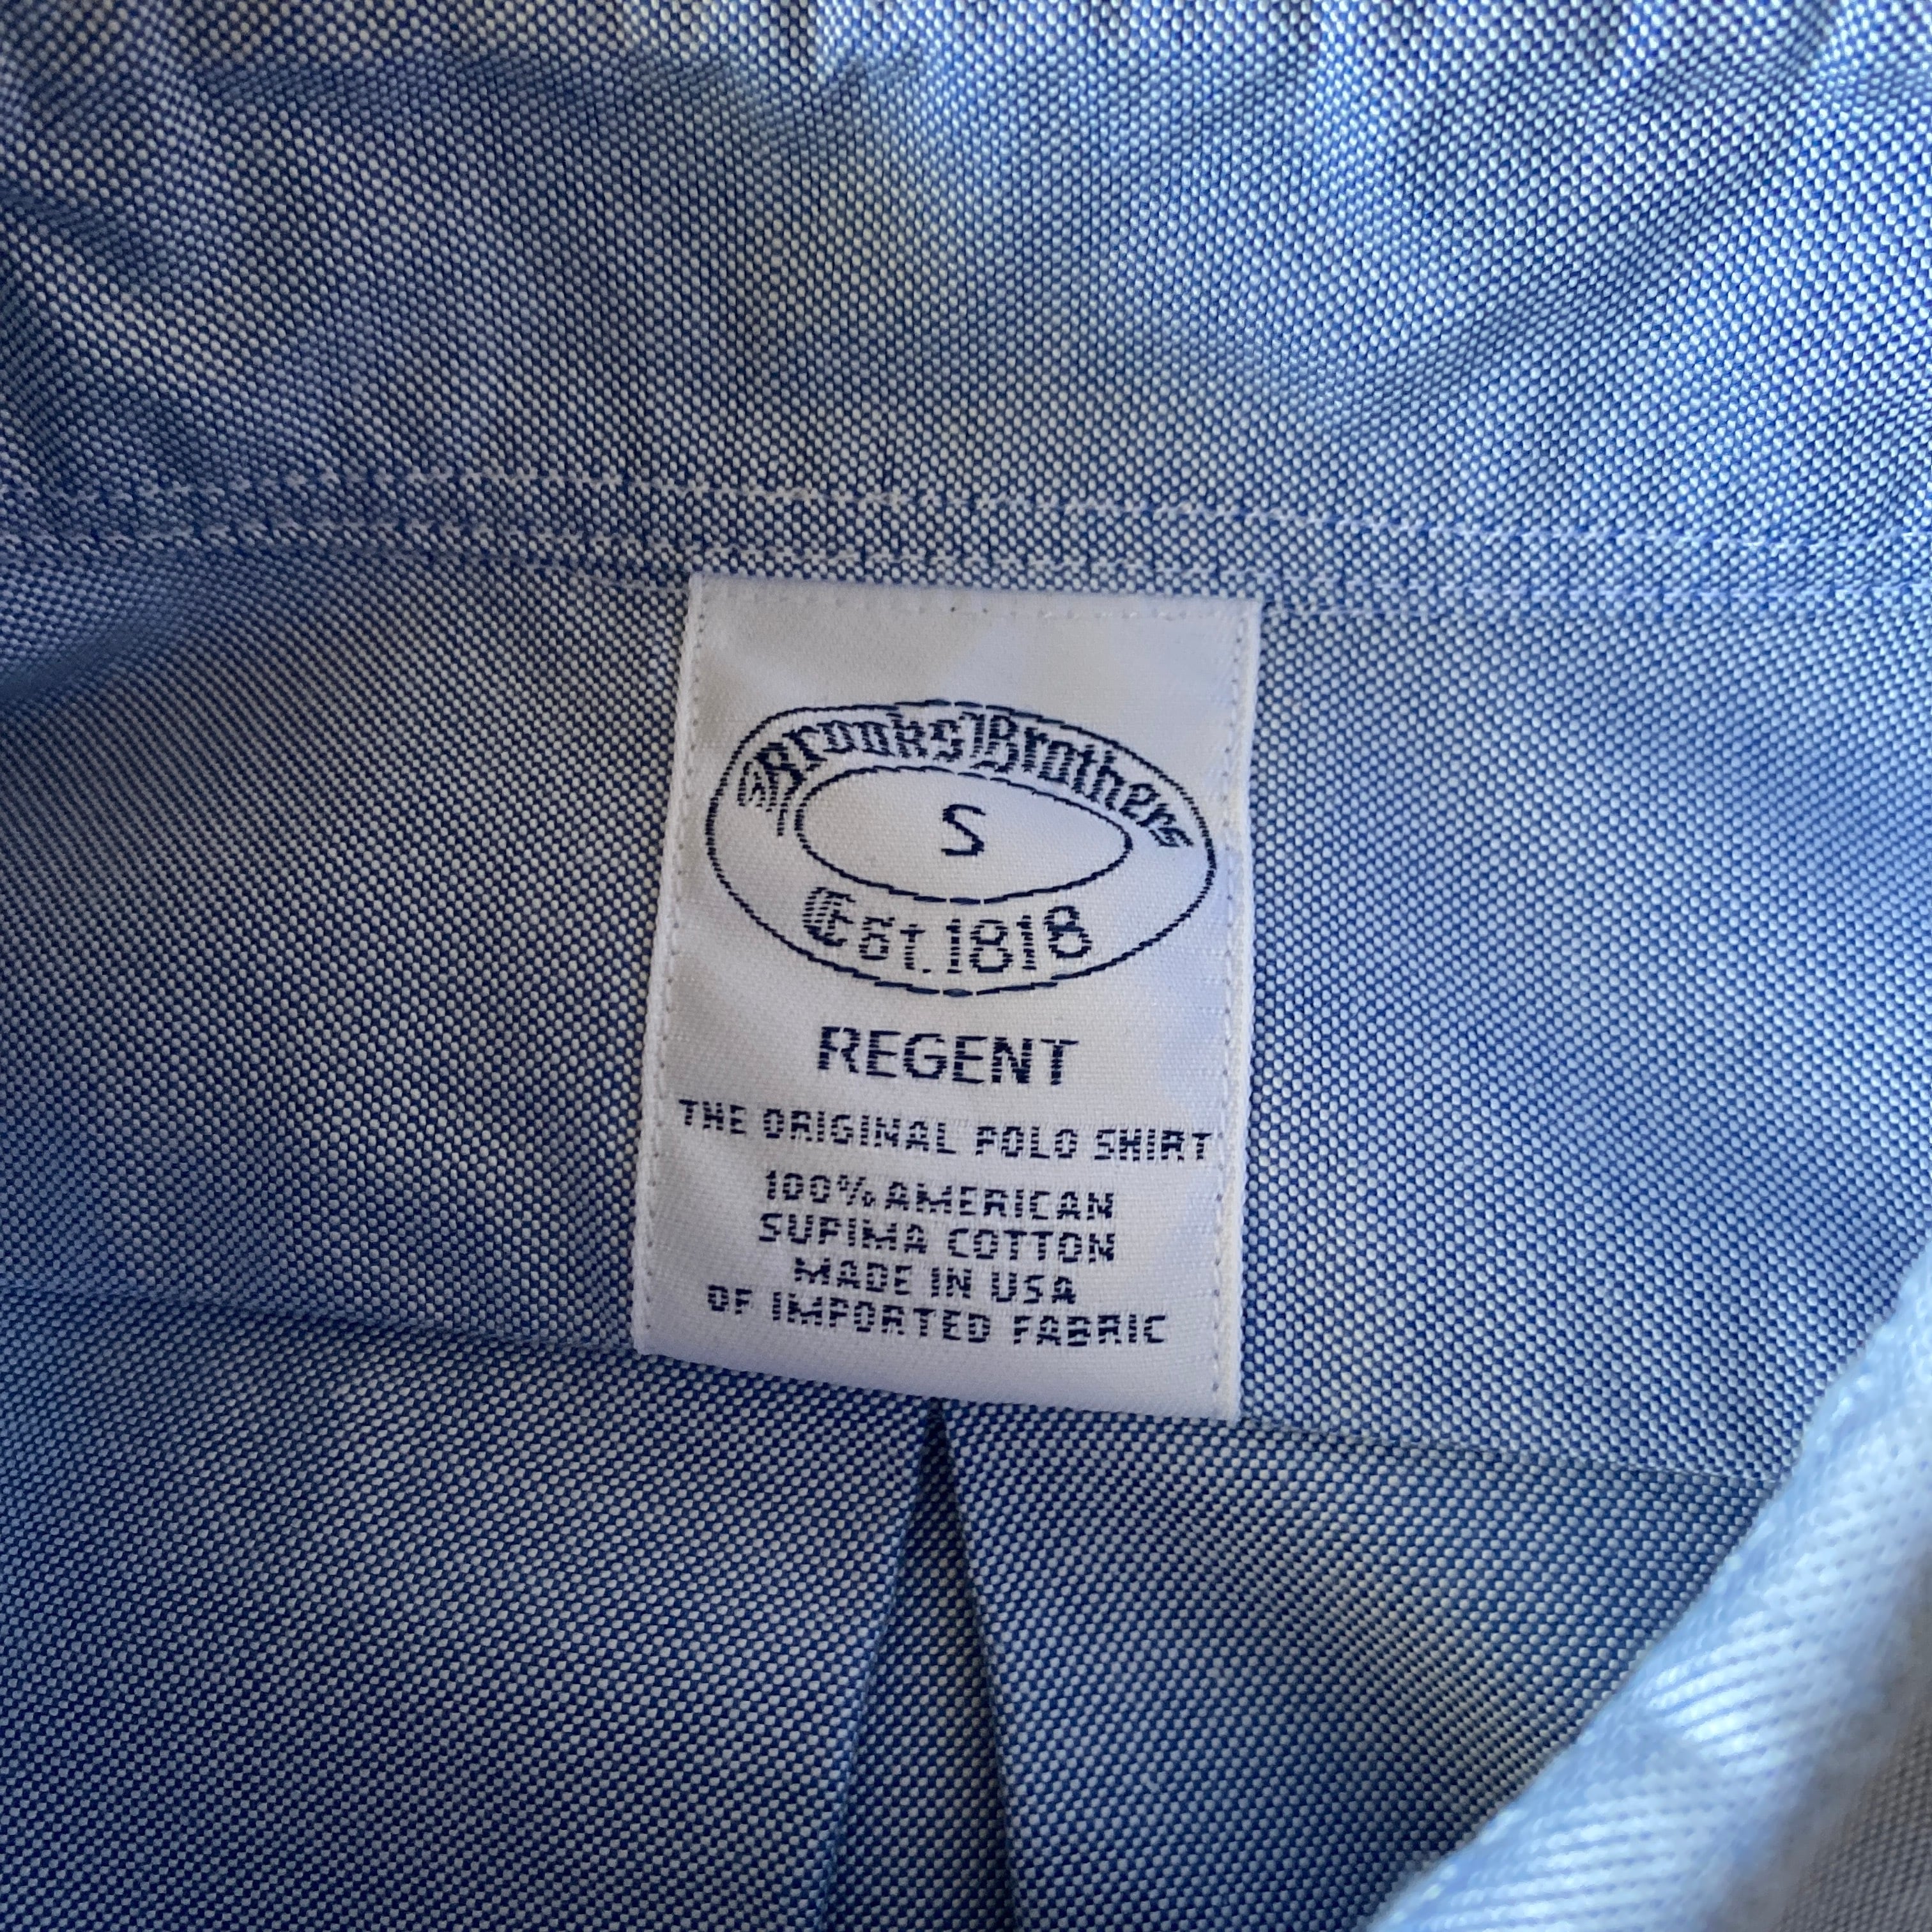 Brooks Brothers
S
Est. 1818
REGENT
THE ORIGINAL POLO SHIRT
100% AMERICAN
SUPIMA COTTON
MADE IN USA
OF IMPORTED FABRIC